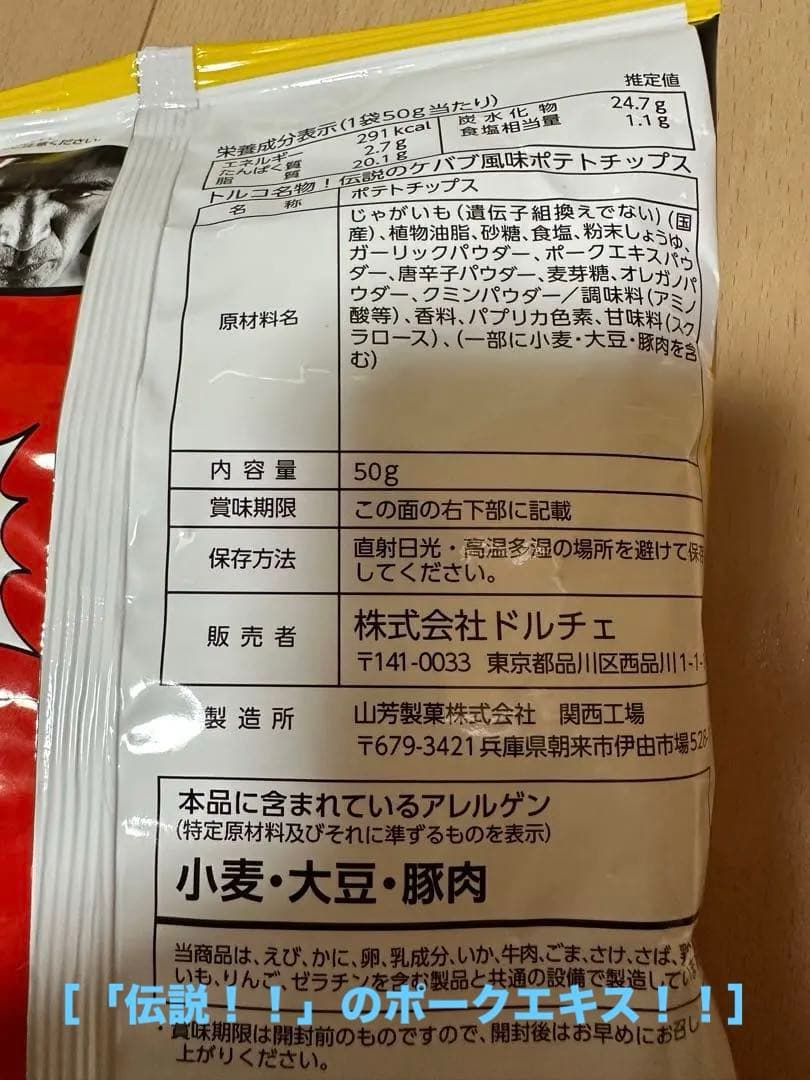 ください
推定値
栄養成分表示(1袋50g当たり)
エネルギー 291kcal 炭水化物 24.7g
たんぱく質 2.7g 食塩相当量 1.1g
脂質 20.1g
トルコ名物!伝説のケバブ風味ポテトチップス
名称 ポテトチップス
原材料名
じゃがいも(遺伝子組換えでない)(国
産)、植物油脂、砂糖、食塩、粉末しょうゆ、
ガーリックパウダー、ポークエキスパウ
ダー、唐辛子パウダー、麦芽糖、オレガノパ
ウダー、クミンパウダー/調味料(アミノ
酸等)、香料、パプリカ色素、甘味料(スク
ラロース)、(一部に小麦・大豆・豚肉を含
む)
内容量 50g
賞味期限 この面の右下部に記載
保存方法 直射日光・高温多湿の場所を避けて保存
してください。
販売者 株式会社ドルチェ
〒141-0033 東京都品川区西品川1-1-
製造所 山芳製菓株式会社 関西工場
〒679-3421 兵庫県朝来市伊由市場52
本品に含まれているアレルゲン
(特定原材料及びそれに準ずるものを表示)
小麦・大豆・豚肉
当商品は、えび、かに、卵、乳成分、いか、牛肉、ごま、さけ、さば、
いも、りんご、ゼラチンを含む製品と共通の設備で製造してい
[「伝説!!」のポークエキス!!]
・賞味期限は開封前のものですので、開封後はお早めにお召し
上がりください。